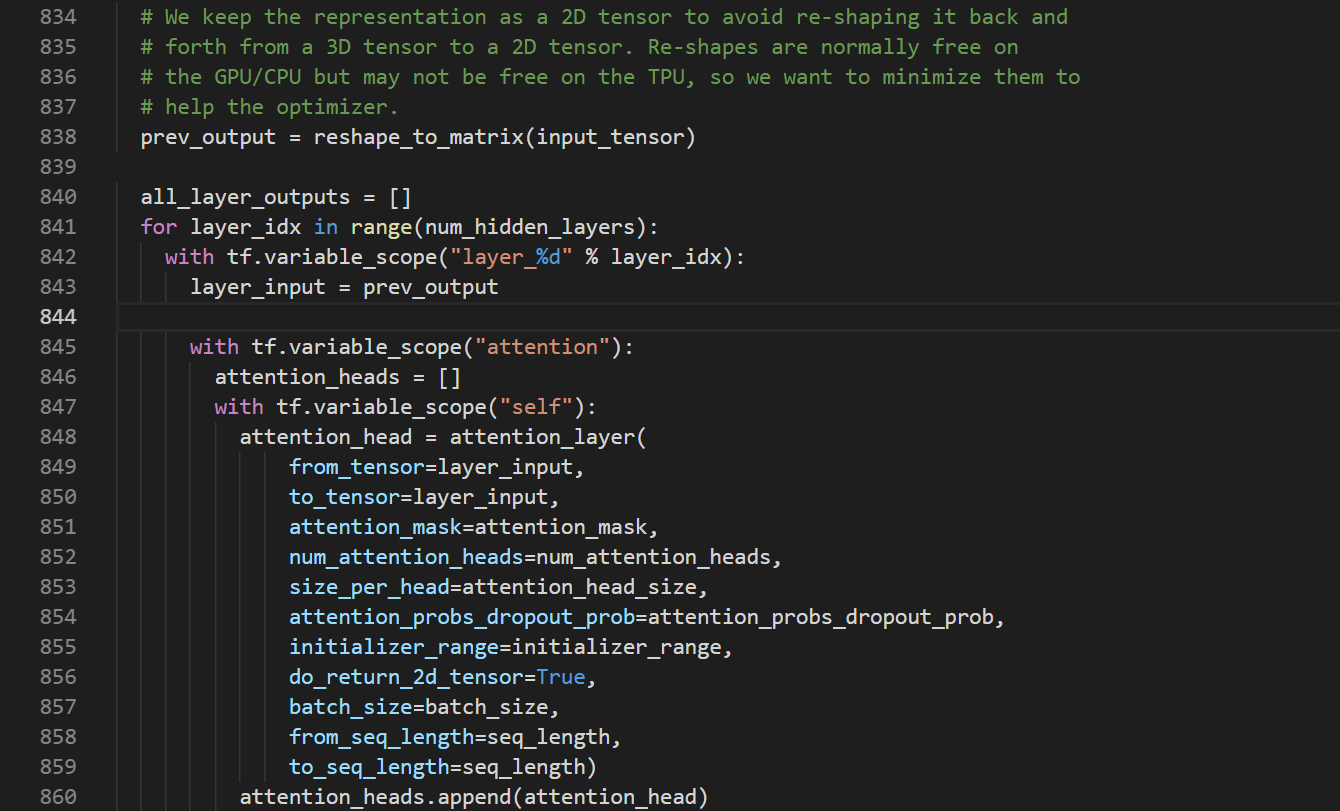 834 # We keep the representation as a 2D tensor to avoid re-shaping it back and
835 # forth from a 3D tensor to a 2D tensor. Re-shapes are normally free on
836 # the GPU/CPU but may not be free on the TPU, so we want to minimize them to
837 # help the optimizer.
838 prev_output = reshape_to_matrix(input_tensor)
839
840 all_layer_outputs = []
841 for layer_idx in range(num_hidden_layers):
842   with tf.variable_scope("layer_%d" % layer_idx):
843     layer_input = prev_output
844
845     with tf.variable_scope("attention"):
846       attention_heads = []
847       with tf.variable_scope("self"):
848         attention_head = attention_layer(
849             from_tensor=layer_input,
850             to_tensor=layer_input,
851             attention_mask=attention_mask,
852             num_attention_heads=num_attention_heads,
853             size_per_head=attention_head_size,
854             attention_probs_dropout_prob=attention_probs_dropout_prob,
855             initializer_range=initializer_range,
856             do_return_2d_tensor=True,
857             batch_size=batch_size,
858             from_seq_length=seq_length,
859             to_seq_length=seq_length)
860         attention_heads.append(attention_head)